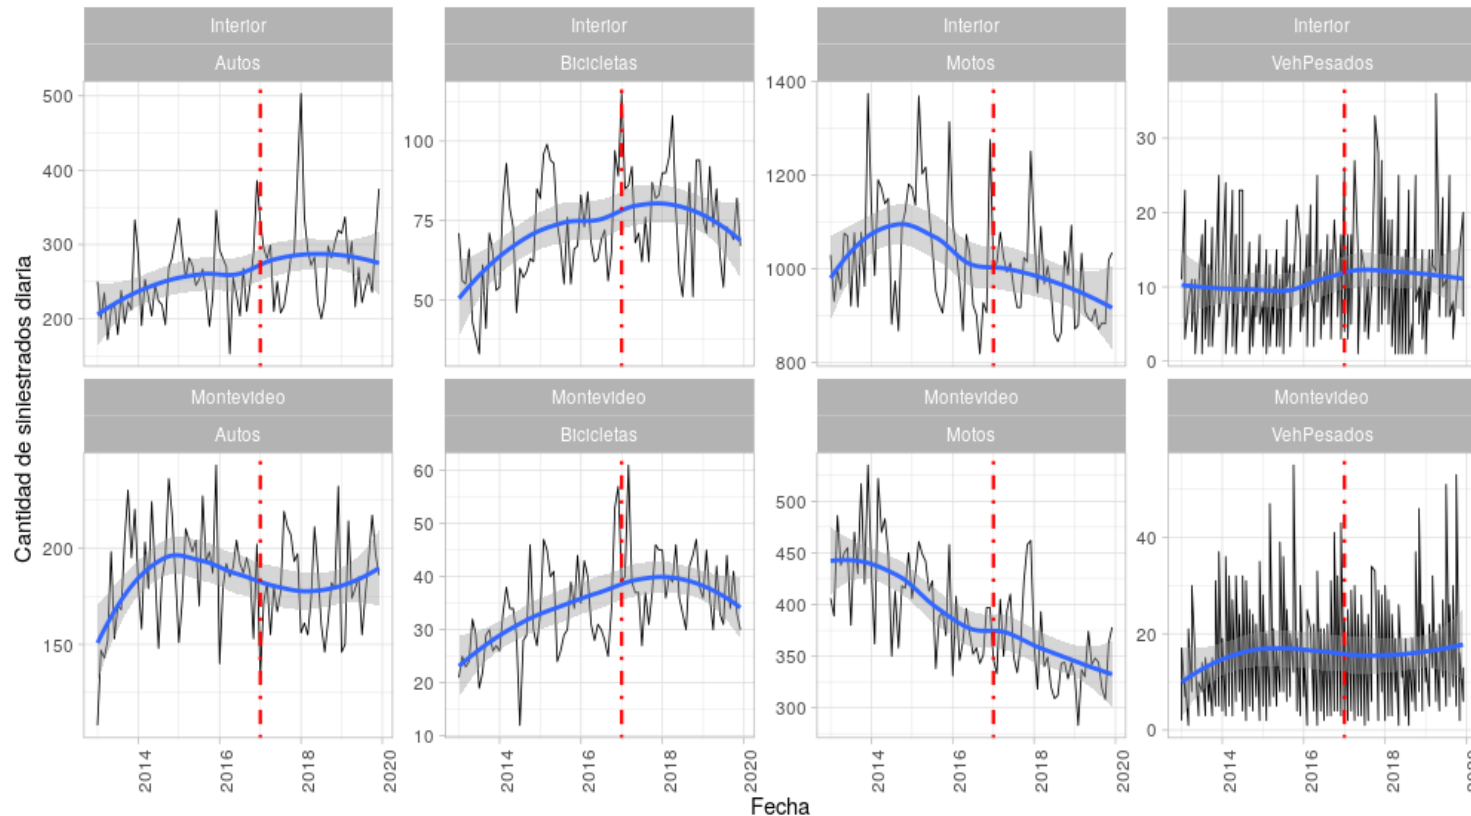 Interior
Autos
Interior
Bicicletas
Interior
Motos
Interior
VehPesados
500
400
300
200
100
75
50
1400
1200
1000
800
30
20
10
0
Cantidad de siniestrados diaria
Montevideo
Autos
Montevideo
Bicicletas
Montevideo
Motos
Montevideo
VehPesados
200
150
60
50
40
30
20
10
500
450
400
350
300
40
20
0
2014
2016
2018
2020
2014
2016
2018
2020
2014
2016
2018
2020
2014
2016
2018
2020
Fecha